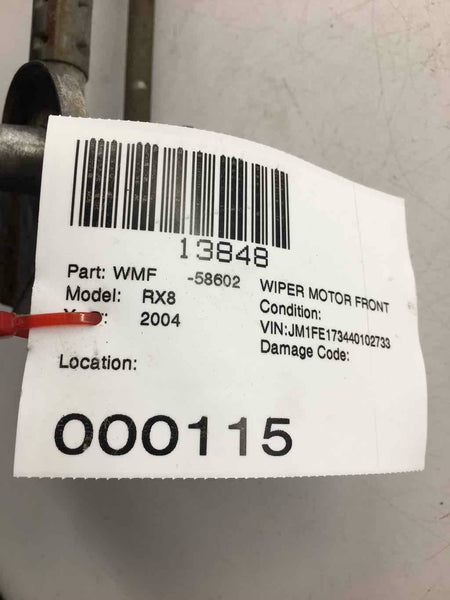 13848
Part: WMF -58602 WIPER MOTOR FRONT
Model: RX8 Condition:
2004 VIN:JM1FE173440102733
Damage Code:
Location:
000115